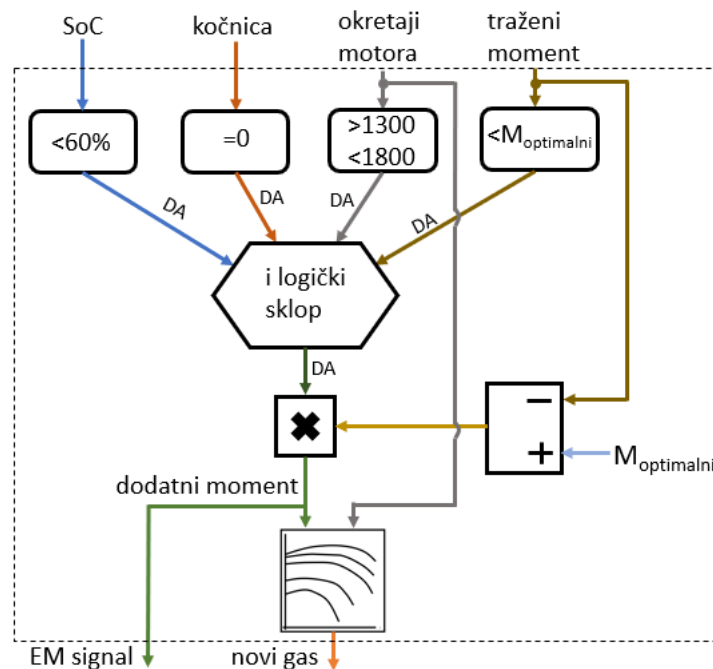 SoC
kočnica
okretaji
motora
traženi
moment
<60%
=0
>1300
<1800
<Moptimalni
DA
DA
DA
DA
i logički
sklop
DA
−
+
Moptimalni
dodatni moment
EM signal
novi gas